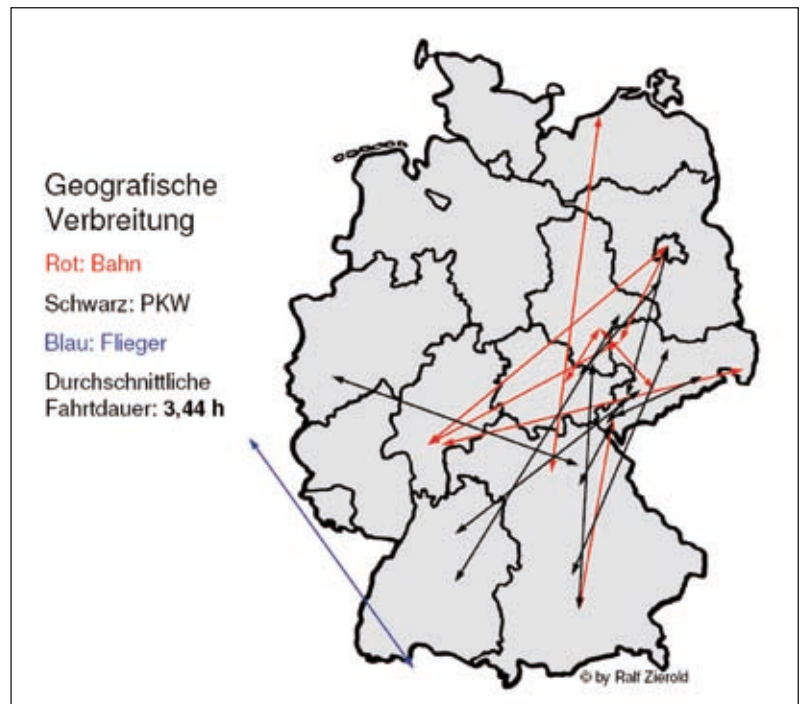 Geografische
Verbreitung
Rot: Bahn
Schwarz: PKW
Blau: Flieger
Durchschnittliche
Fahrtdauer: 3,44 h
© by Ralf Zierold